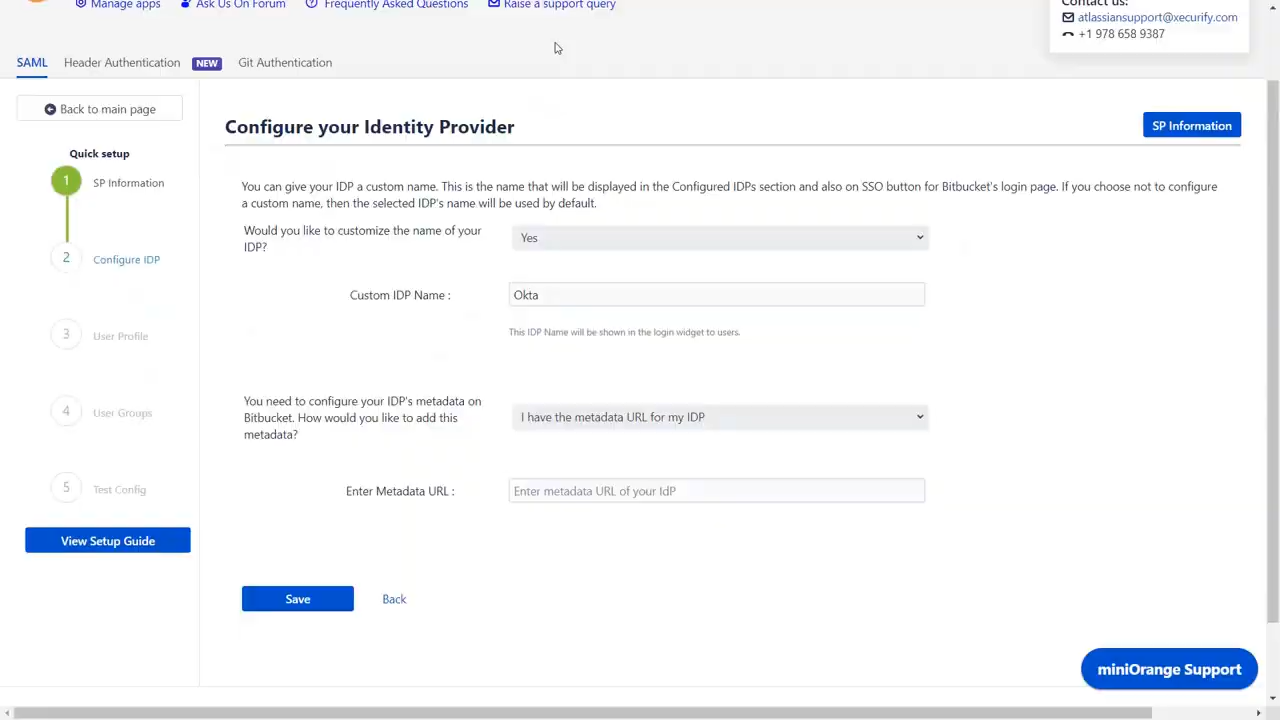 Manage apps
Ask Us On Forum
Frequently Asked Questions
Raise a support query
Contact us:
atlassiansupport@xecurify.com
+1 978 658 9387
SAML
Header Authentication
NEW
Git Authentication
Back to main page
Quick setup
1
SP Information
2
Configure IDP
3
User Profile
4
User Groups
5
Test Config
View Setup Guide
Configure your Identity Provider
SP Information
You can give your IDP a custom name. This is the name that will be displayed in the Configured IDPs section and also on SSO button for Bitbucket's login page. If you choose not to configure
a custom name, then the selected IDP's name will be used by default.
Would you like to customize the name of your
IDP?
Yes
Custom IDP Name :
Okta
This IDP Name will be shown in the login widget to users.
You need to configure your IDP's metadata on
Bitbucket. How would you like to add this
metadata?
I have the metadata URL for my IDP
Enter Metadata URL :
Enter metadata URL of your IdP
Save
Back
miniOrange Support